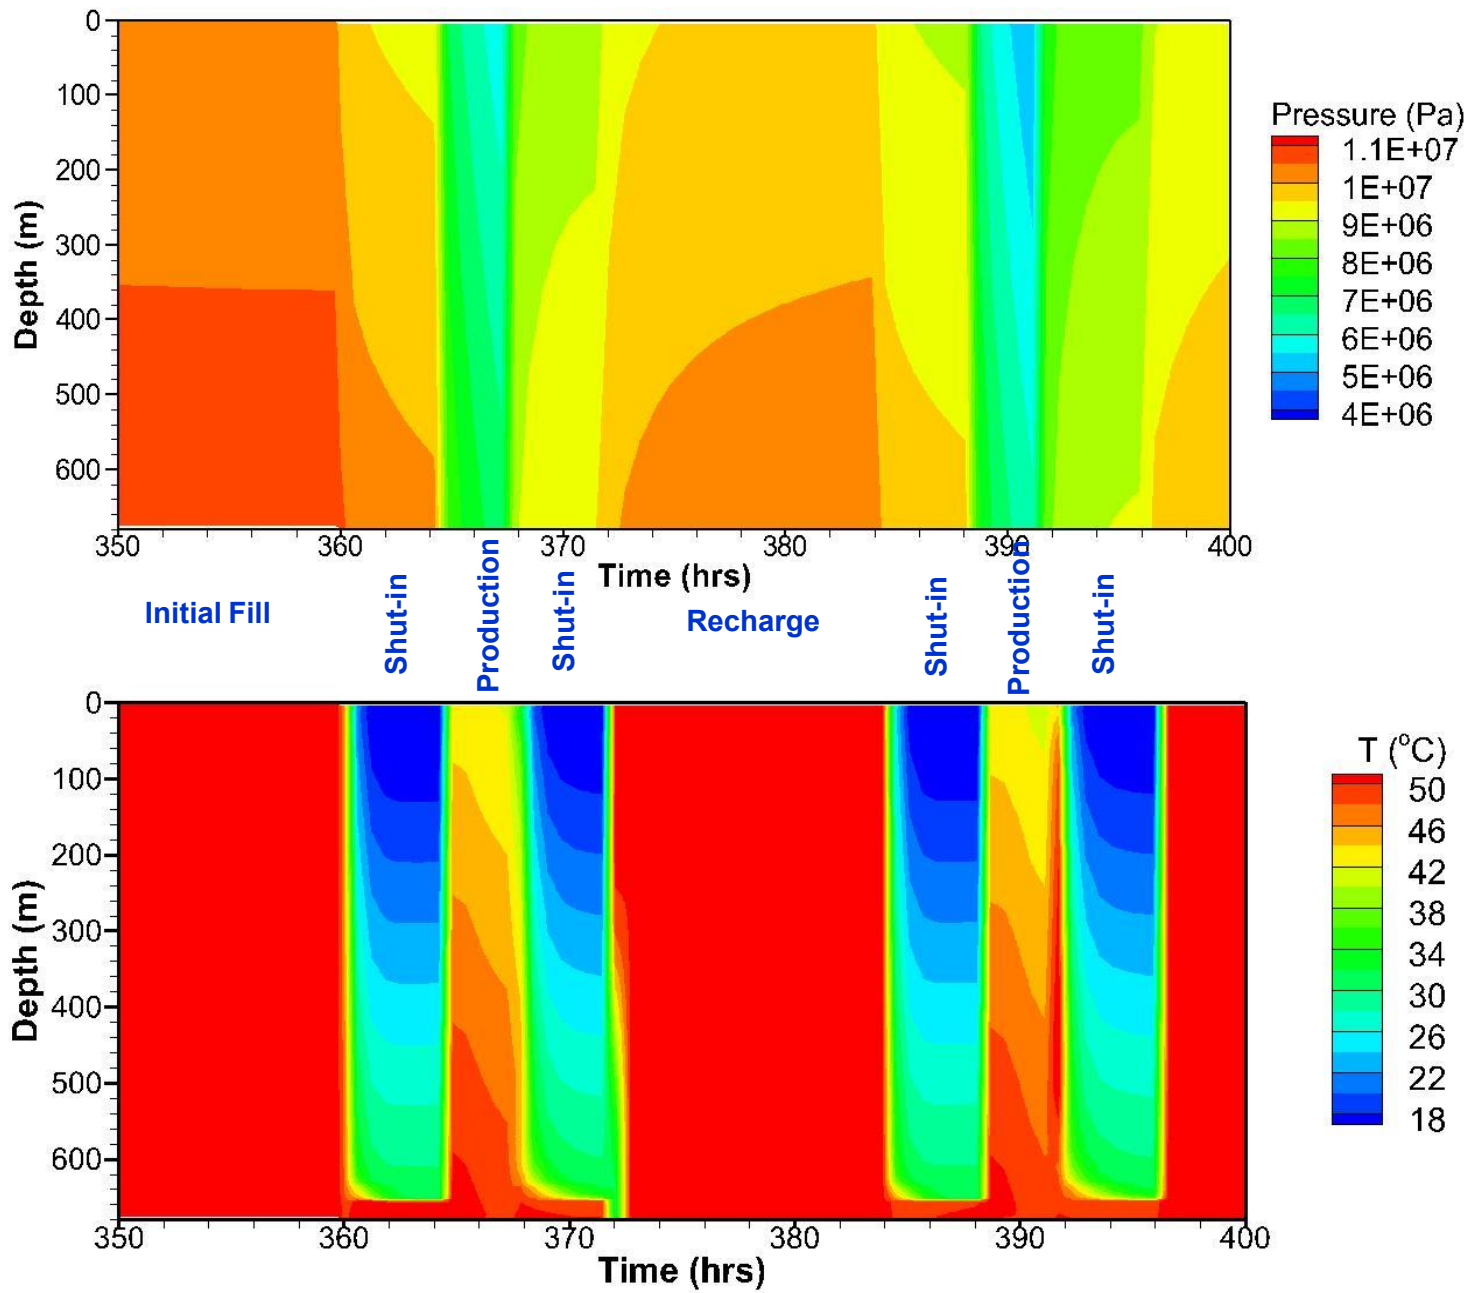 0
100
200
300
400
500
600
Depth (m)
350
360
370
380
390
400
Time (hrs)
Pressure (Pa)
1.1E+07
1E+07
9E+06
8E+06
7E+06
6E+06
5E+06
4E+06
Initial Fill
Shut-in
Production
Shut-in
Recharge
Shut-in
Production
Shut-in
0
100
200
300
400
500
600
Depth (m)
350
360
370
380
390
400
Time (hrs)
T (°C)
50
46
42
38
34
30
26
22
18